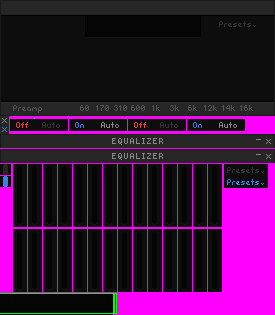 Presets
Preamp 60 170 310 600 1k 3k 6k 12k 14k 16k
Off Auto On Auto Off Auto On Auto
EQUALIZER
EQUALIZER
Presets
Presets